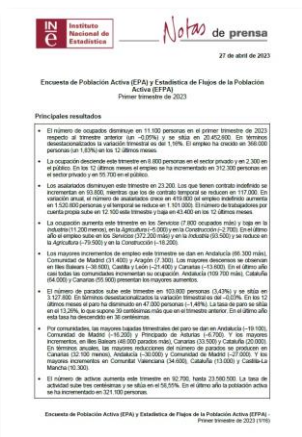 INE
Instituto
Nacional de
Estadística
Notas de prensa
27 de abril de 2023
Encuesta de Población Activa (EPA) y Estadística de Flujos de la Población
Activa (EFPA)
Primer trimestre de 2023
Principales resultados
El número de ocupados disminuye en 11.100 personas en el primer trimestre de 2023
respecto al trimestre anterior (un –0,05%) y se sitúa en 20.452.800. En términos
desestacionalizados la variación trimestral es del 1,16%. El empleo ha crecido en 368.000
personas (un 1,83%) en los 12 últimos meses.
La ocupación desciende este trimestre en 8.800 personas en el sector privado y en 2.300 en
el público. En los 12 últimos meses el empleo se ha incrementado en 312.300 personas en
el sector privado y en 55.700 en el público.
Los asalariados disminuyen este trimestre en 23.200. Los que tienen contrato indefinido se
incrementan en 93.800, mientras que los de contrato temporal se reducen en 117.000. En
variación anual, el número de asalariados crece en 419.000 (el empleo indefinido aumenta
en 1.520.800 personas y el temporal se reduce en 1.101.000). El número de trabajadores por
cuenta propia sube en 12.100 este trimestre y baja en 43.400 en los 12 últimos meses.
La ocupación aumenta este trimestre en los Servicios (7.800 ocupados más) y baja en la
Industria (11.200 menos), en la Agricultura (–5.000) y en la Construcción (–2.700). En el último
año el empleo sube en los Servicios (372.200 más) y en la Industria (93.500) y se reduce en
la Agricultura (–79.500) y en la Construcción (–18.200).
Los mayores incrementos de empleo este trimestre se dan en Andalucía (66.300 más),
Comunidad de Madrid (31.400) y Aragón (7.300). Los mayores descensos se observan
en Illes Balears (–36.600), Castilla y León (–21.400) y Canarias (–13.600). En el último año
casi todas las comunidades incrementan su ocupación. Andalucía (109.700), Cataluña
(64.000) y Canarias (55.900) presentan los mayores aumentos.
El número de parados sube este trimestre en 103.800 personas (3,43%) y se sitúa en
3.127.800. En términos desestacionalizados la variación trimestral es del –0,03%. En los 12
últimos meses el paro ha disminuido en 47.000 personas (–1,48%). La tasa de paro se sitúa
en el 13,26%, lo que supone 39 centésimas más que en el trimestre anterior. En el último año
esta tasa ha descendido en 38 centésimas.
Por comunidades, las mayores bajadas trimestrales del paro se dan en Andalucía (–19.100),
Comunidad de Madrid (–16.200) y Principado de Asturias (–6.700). Y los mayores
incrementos, en Illes Balears (46.000 parados más), Canarias (33.500) y Cataluña (20.000).
En términos anuales, las mayores reducciones del número de parados se producen en
Canarias (32.100 menos), Andalucía (–30.000) y Comunidad de Madrid (–27.000). Y los
mayores incrementos en Comunitat Valenciana (34.600), Cataluña (13.000) y Castilla-La
Mancha (10.300).
El número de activos aumenta este trimestre en 92.700, hasta 23.580.500. La tasa de
actividad sube tres centésimas y se sitúa en el 58,55%. En el último año la población activa
se ha incrementado en 321.100 personas.
Encuesta de Población Activa (EPA) y Estadística de Flujos de la Población Activa (EFPA) -
Primer trimestre de 2023 (1/19)